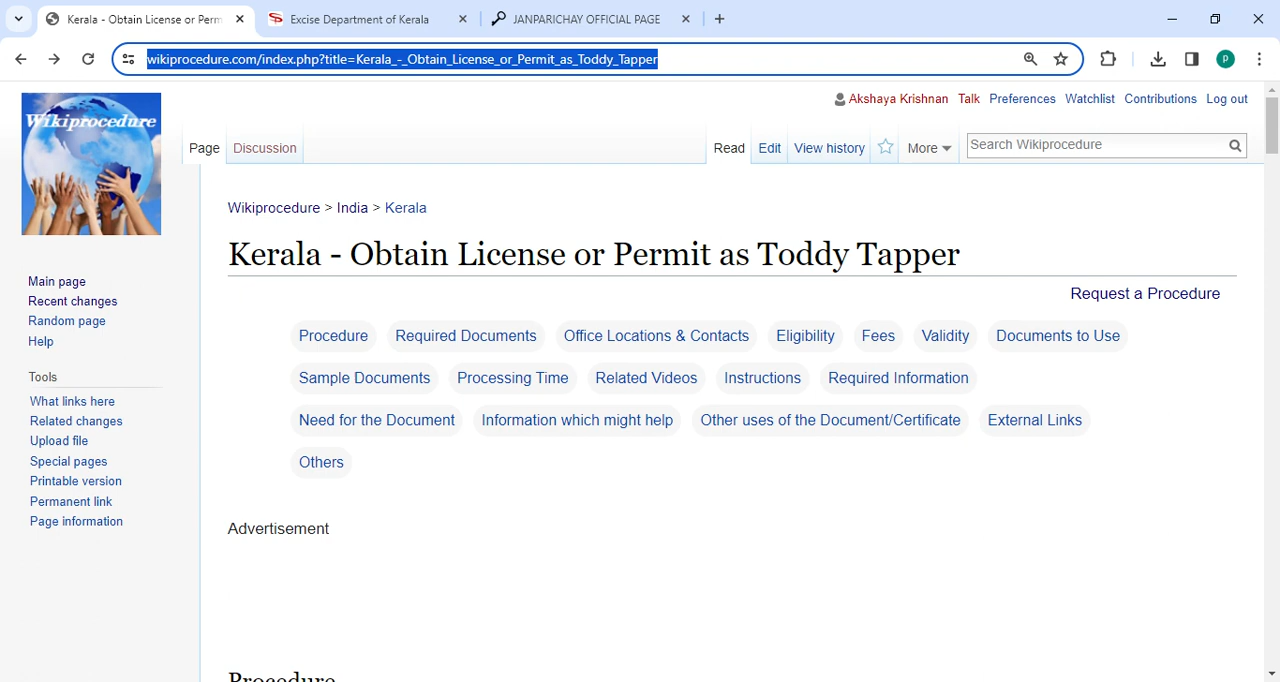 Kerala - Obtain License or Perm
Excise Department of Kerala
JANPARICHAY OFFICIAL PAGE
wikiprocedure.com/index.php?title=Kerala_-_Obtain_License_or_Permit_as_Toddy_Tapper
P
Wikiprocedure
Akshaya Krishnan Talk Preferences Watchlist Contributions Log out
Page Discussion Read Edit View history More Search Wikiprocedure
Wikiprocedure > India > Kerala
Kerala - Obtain License or Permit as Toddy Tapper
Request a Procedure
Main page
Recent changes
Random page
Help
Tools
What links here
Related changes
Upload file
Special pages
Printable version
Permanent link
Page information
Procedure Required Documents Office Locations & Contacts Eligibility Fees Validity Documents to Use
Sample Documents Processing Time Related Videos Instructions Required Information
Need for the Document Information which might help Other uses of the Document/Certificate External Links
Others
Advertisement
Procedure